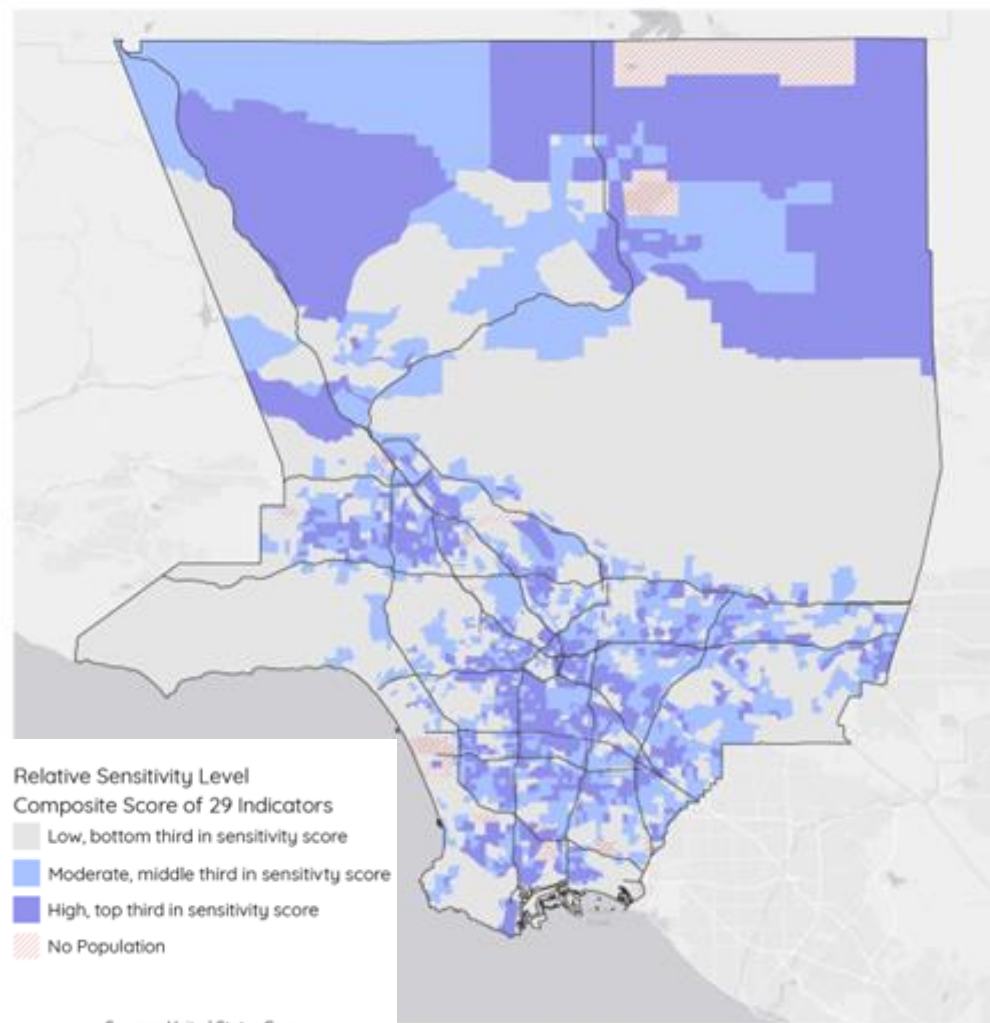 Relative Sensitivity Level
Composite Score of 29 Indicators
Low, bottom third in sensitivity score
Moderate, middle third in sensitivty score
High, top third in sensitivity score
No Population